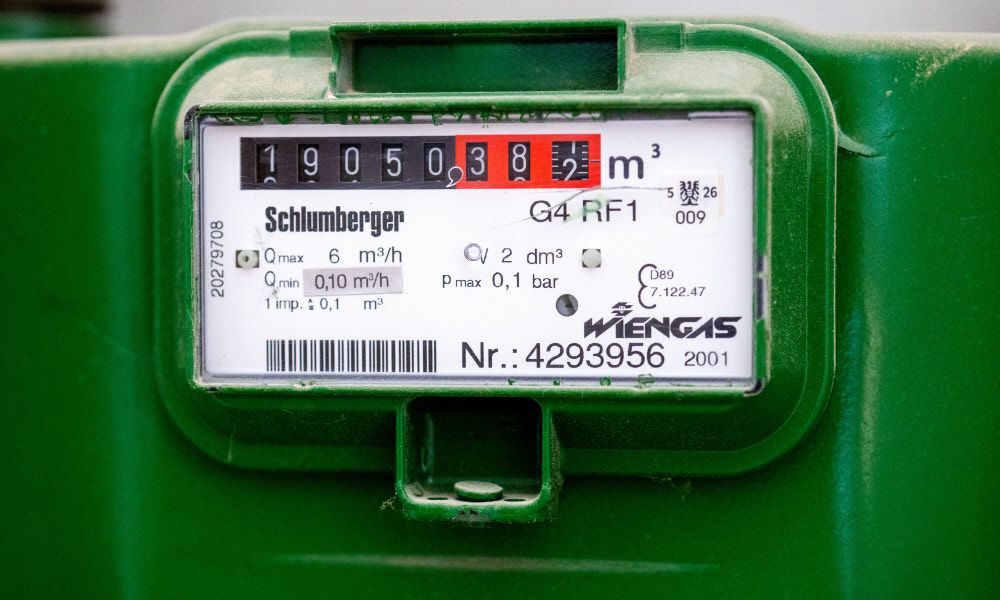 19050,382 m³
5 26
009
G4 RF1
Schlumberger
20279708
Qmax 6 m³/h
V 2 dm³
Qmin 0,10 m³/h
pmax 0,1 bar
1 imp. ≙ 0,1 m³
D89
7.122.47
WIENGAS
Nr.: 4293956 2001